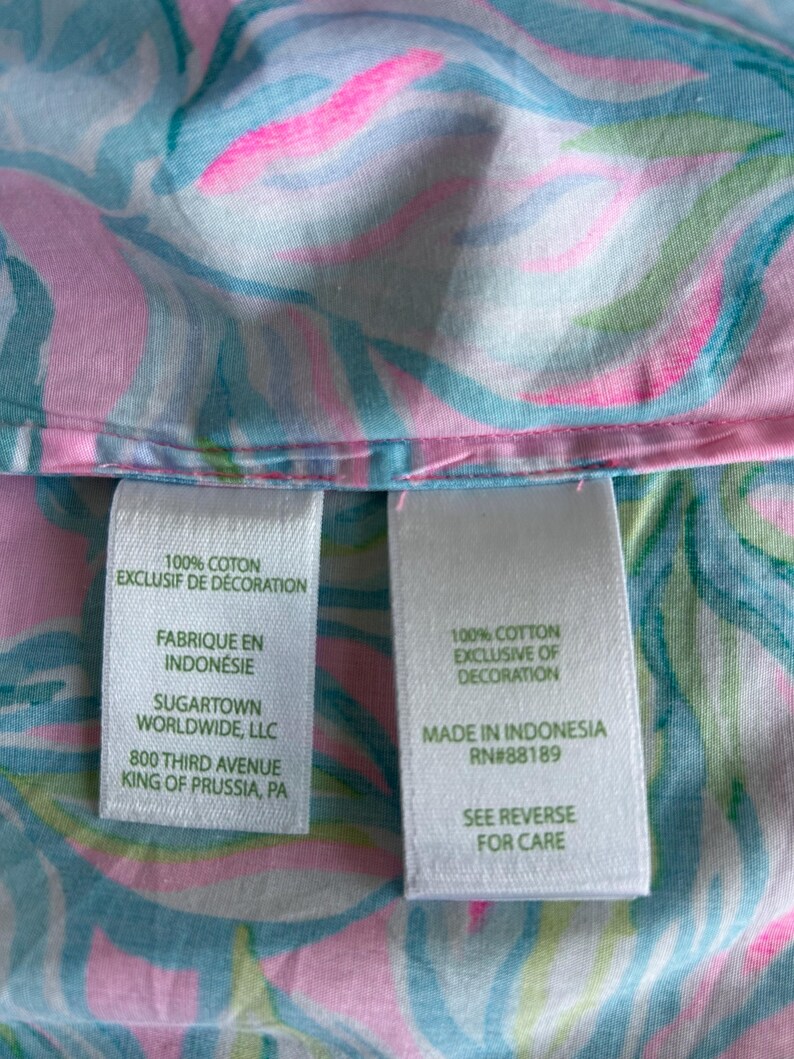 100% COTON
EXCLUSIF DE DÉCORATION
FABRIQUE EN
INDONÉSIE
SUGARTOWN
WORLDWIDE, LLC
800 THIRD AVENUE
KING OF PRUSSIA, PA
100% COTTON
EXCLUSIVE OF
DECORATION
MADE IN INDONESIA
RN#88189
SEE REVERSE
FOR CARE